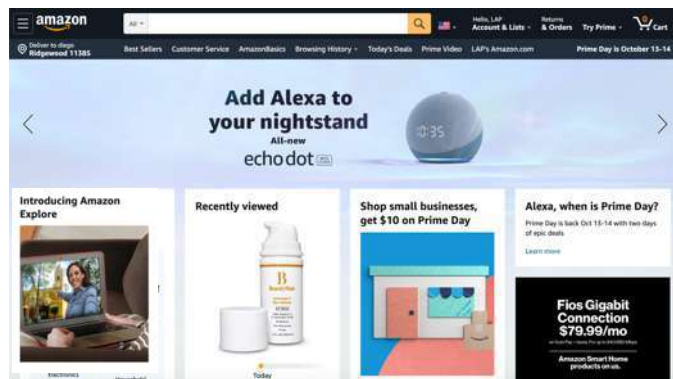 amazon
All
Hello, LAP
Account & Lists
Returns
& Orders
Try Prime
Cart
Deliver to diego
Ridgewood 11385
Best Sellers
Customer Service
AmazonBasics
Browsing History
Today's Deals
Prime Video
LAP's Amazon.com
Prime Day is October 13-14
Add Alexa to
your nightstand
All-new
echo dot
10:35
Introducing Amazon
Explore
Recently viewed
B
Today
Shop small businesses,
get $10 on Prime Day
Alexa, when is Prime Day?
Prime Day is back Oct 13-14 with two days
of epic deals
Learn more
Fios Gigabit
Connection
$79.99/mo
Amazon Smart Home
products on us.
Electronics